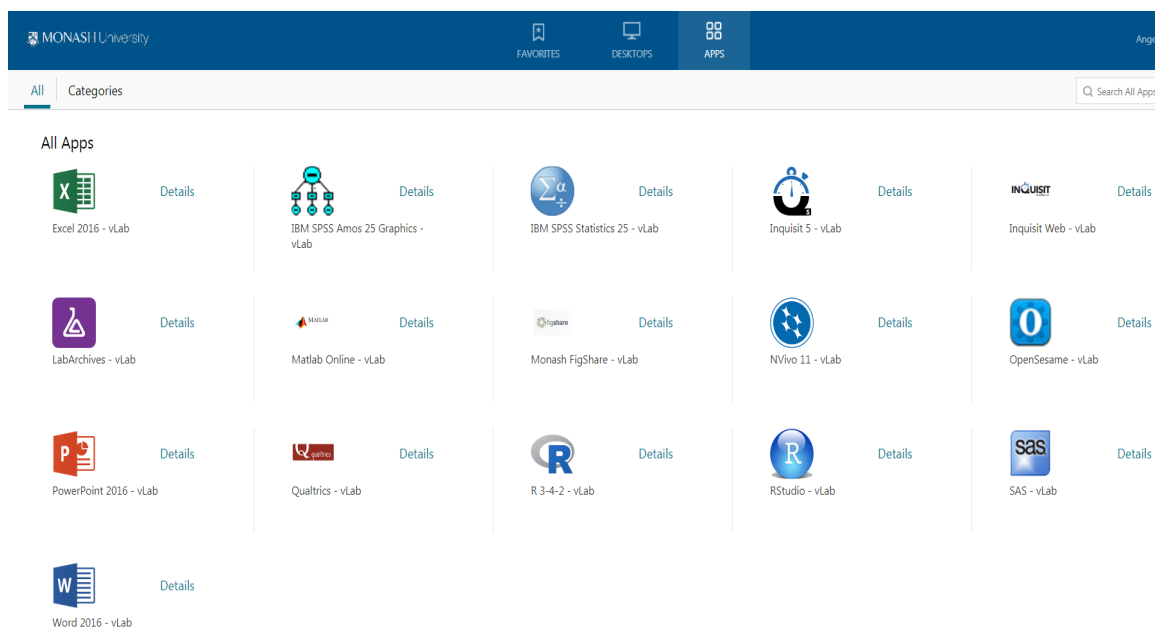 MONASH University
FAVORITES
DESKTOPS
APPS
Ange
All
Categories
Search All Apps
All Apps
Details
Details
Details
Details
INQUISIT
Details
Excel 2016 - vLab
IBM SPSS Amos 25 Graphics -
vLab
IBM SPSS Statistics 25 - vLab
Inquisit 5 - vLab
Inquisit Web - vLab
Details
MATLAB
Details
figshare
Details
Details
Details
LabArchives - vLab
Matlab Online - vLab
Monash FigShare - vLab
NVivo 11 - vLab
OpenSesame - vLab
P
Details
qualtrics
Details
R
Details
R
Details
sas
Details
PowerPoint 2016 - vLab
Qualtrics - vLab
R 3-4-2 - vLab
RStudio - vLab
SAS - vLab
W
Details
Word 2016 - vLab